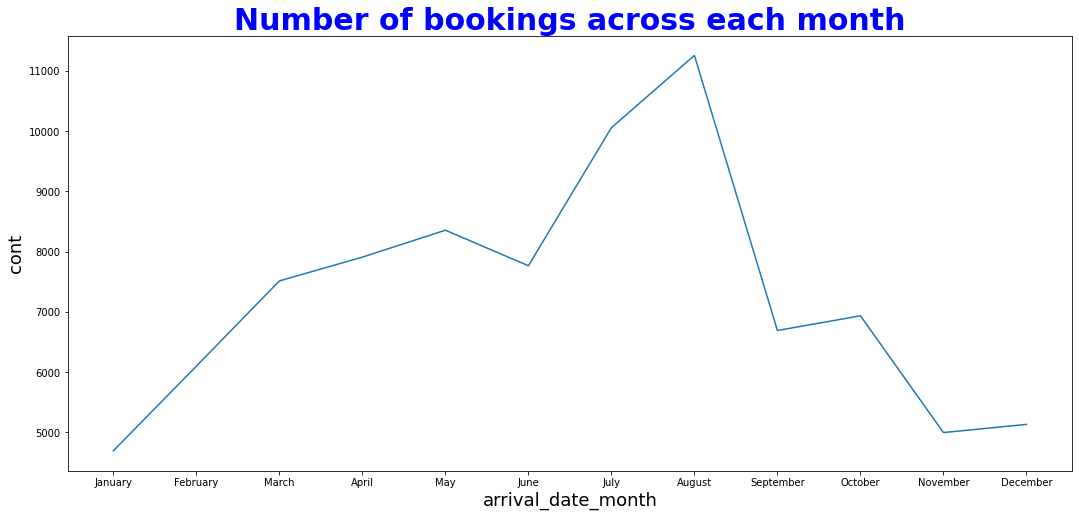 Number of bookings across each month
cont
11000
10000
9000
8000
7000
6000
5000
January February March April May June July August September October November December
arrival_date_month